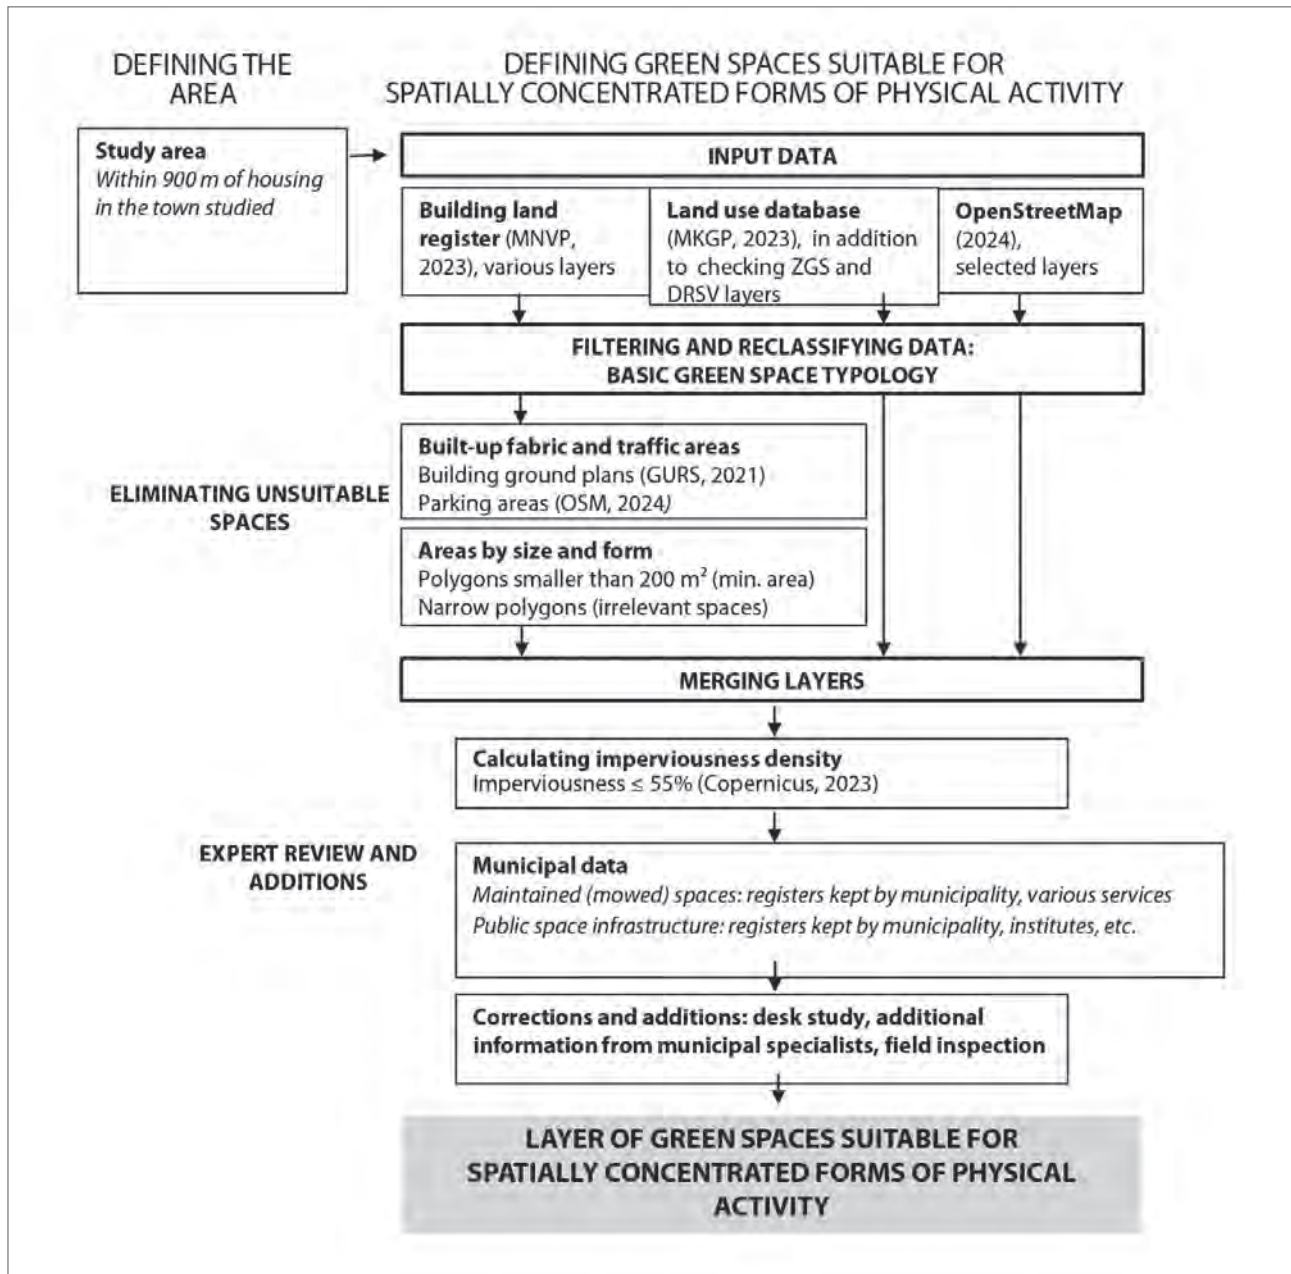 DEFINING THE
AREA
DEFINING GREEN SPACES SUITABLE FOR
SPATIALLY CONCENTRATED FORMS OF PHYSICAL ACTIVITY
Study area
Within 900 m of housing
in the town studied
INPUT DATA
Building land
register (MNVP,
2023), various layers
Land use database
(MKGP, 2023), in addition
to checking ZGS and
DRSV layers
OpenStreetMap
(2024),
selected layers
FILTERING AND RECLASSIFYING DATA:
BASIC GREEN SPACE TYPOLOGY
ELIMINATING UNSUITABLE
SPACES
Built-up fabric and traffic areas
Building ground plans (GURS, 2021)
Parking areas (OSM, 2024)
Areas by size and form
Polygons smaller than 200 m² (min. area)
Narrow polygons (irrelevant spaces)
MERGING LAYERS
Calculating imperviousness density
Imperviousness ≤ 55% (Copernicus, 2023)
EXPERT REVIEW AND
ADDITIONS
Municipal data
Maintained (mowed) spaces: registers kept by municipality, various services
Public space infrastructure: registers kept by municipality, institutes, etc.
Corrections and additions: desk study, additional
information from municipal specialists, field inspection
LAYER OF GREEN SPACES SUITABLE FOR
SPATIALLY CONCENTRATED FORMS OF PHYSICAL
ACTIVITY